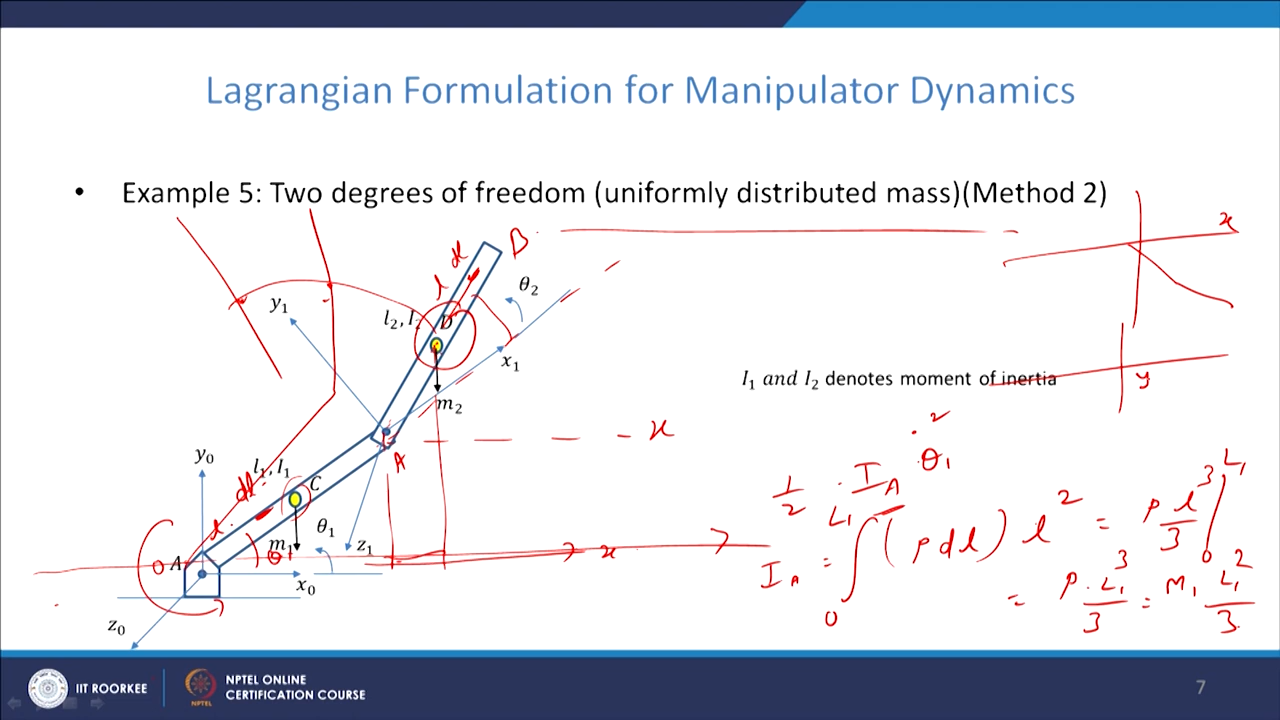 Lagrangian Formulation for Manipulator Dynamics
• Example 5: Two degrees of freedom (uniformly distributed mass)(Method 2)
x
B
dl
l
θ₂
y₁
l₂, I₂
D
x₁
I₁ and I₂ denotes moment of inertia
y
m₂
x
A
y₀
l₁, I₁
dl
C
l
θ₁
½ · I_A θ̇₁²
m₁
θ₁
z₁
x
O A
x₀
I_A = ∫₀^L₁ (ρ dl) l² = ρ l³/3 |₀^L₁
= ρ · L₁³/3 = M₁ L₁²/3
z₀
IIT ROORKEE
NPTEL
NPTEL ONLINE
CERTIFICATION COURSE
7